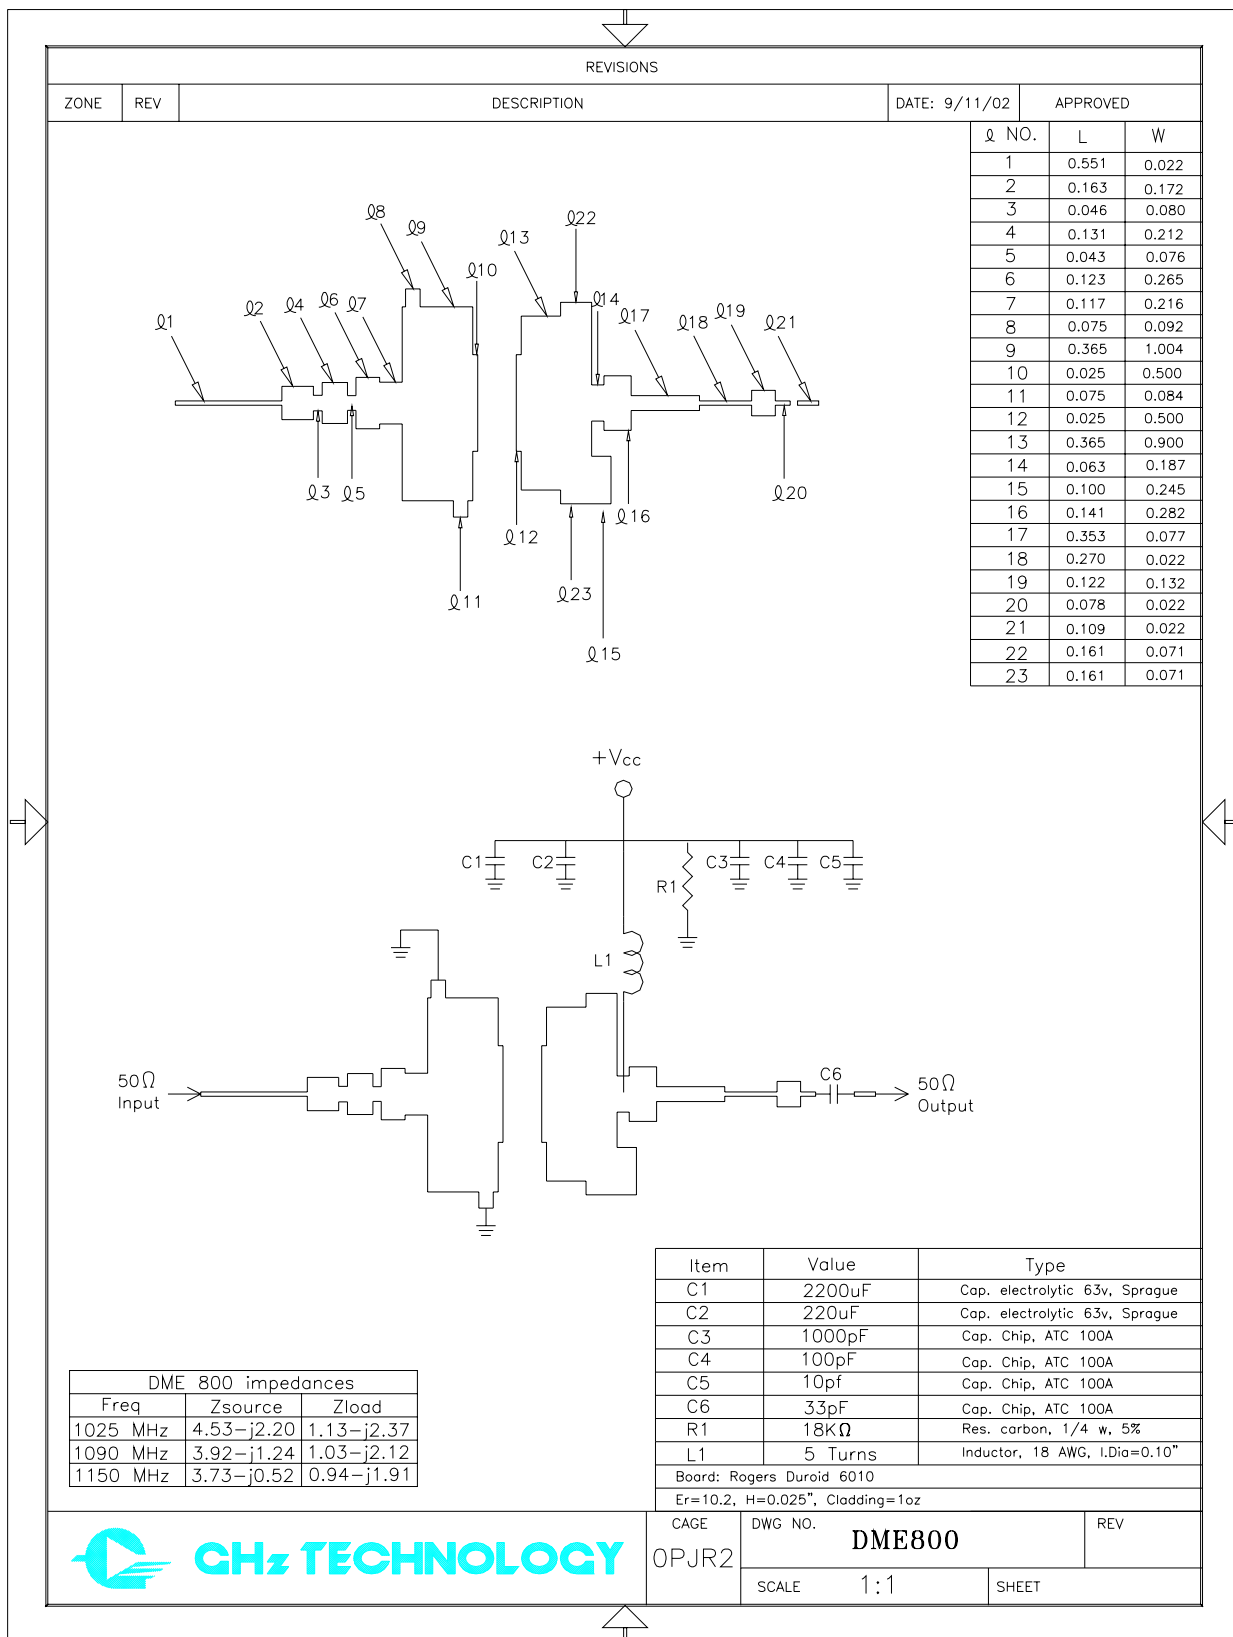 REVISIONS
ZONE REV DESCRIPTION DATE: 9/11/02 APPROVED
ℓ NO. L W
1 0.551 0.022
2 0.163 0.172
3 0.046 0.080
4 0.131 0.212
5 0.043 0.076
6 0.123 0.265
7 0.117 0.216
8 0.075 0.092
9 0.365 1.004
10 0.025 0.500
11 0.075 0.084
12 0.025 0.500
13 0.365 0.900
14 0.063 0.187
15 0.100 0.245
16 0.141 0.282
17 0.353 0.077
18 0.270 0.022
19 0.122 0.132
20 0.078 0.022
21 0.109 0.022
22 0.161 0.071
23 0.161 0.071
ℓ8 ℓ22
ℓ9 ℓ13
ℓ10
ℓ2 ℓ4 ℓ6 ℓ7 ℓ14 ℓ17 ℓ19
ℓ1 ℓ18 ℓ21
ℓ3 ℓ5 ℓ20
ℓ16
ℓ12
ℓ11 ℓ23
ℓ15
+Vcc
C1 C2 C3 C4 C5
R1
L1
50Ω
Input
C6
50Ω
Output
Item Value Type
C1 2200uF Cap. electrolytic 63v, Sprague
C2 220uF Cap. electrolytic 63v, Sprague
C3 1000pF Cap. Chip, ATC 100A
C4 100pF Cap. Chip, ATC 100A
C5 10pf Cap. Chip, ATC 100A
C6 33pF Cap. Chip, ATC 100A
R1 18KΩ Res. carbon, 1/4 w, 5%
L1 5 Turns Inductor, 18 AWG, I.Dia=0.10"
Board: Rogers Duroid 6010
Er=10.2, H=0.025", Cladding=1oz
DME 800 impedances
Freq Zsource Zload
1025 MHz 4.53-j2.20 1.13-j2.37
1090 MHz 3.92-j1.24 1.03-j2.12
1150 MHz 3.73-j0.52 0.94-j1.91
GHz TECHNOLOGY
CAGE
0PJR2
DWG NO. DME800
REV
SCALE 1:1
SHEET